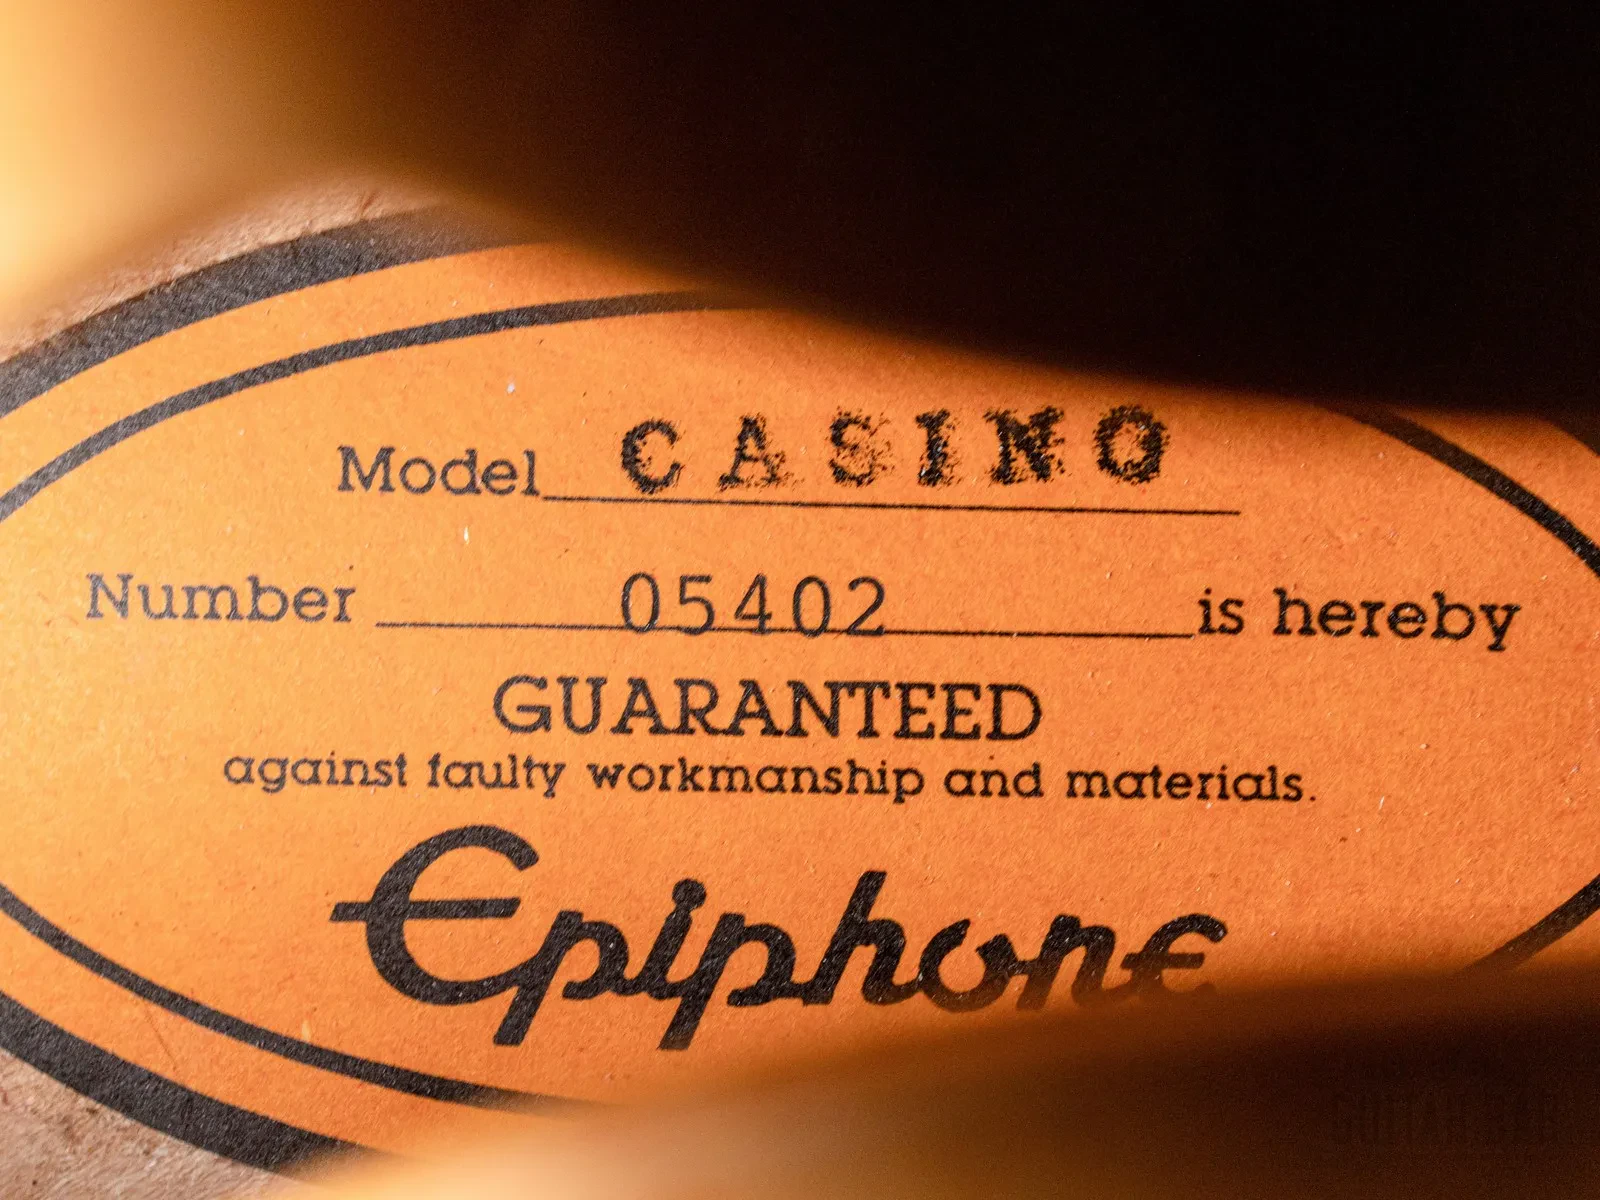 Model CASINO
Number 05402 is hereby
GUARANTEED
against faulty workmanship and materials.
Epiphone